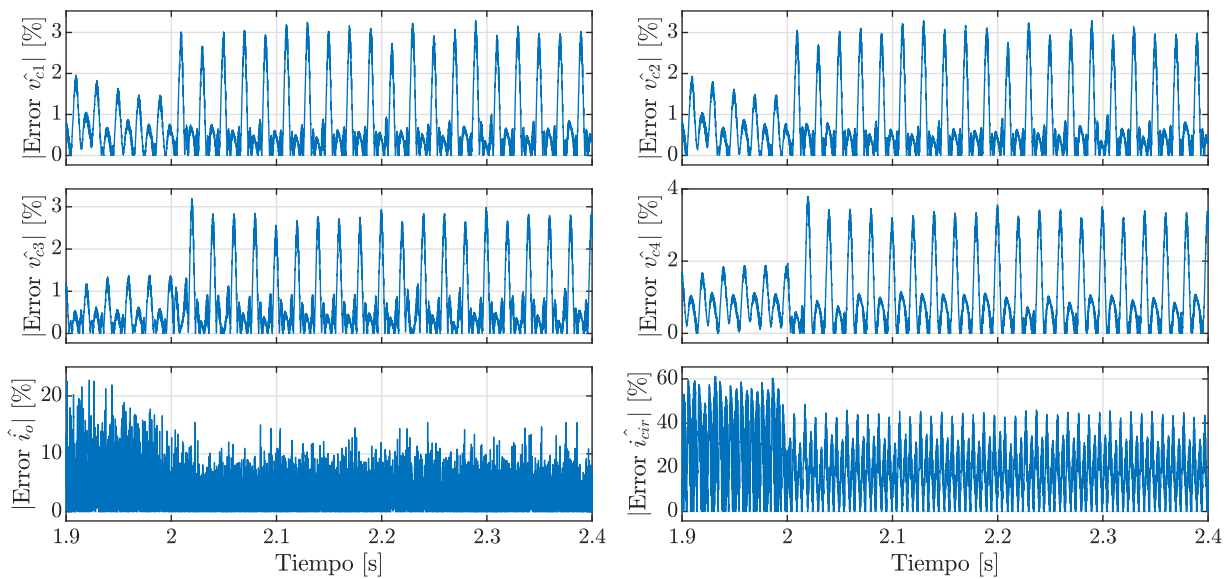 |Error v̂c1| [%]
3
2
1
0
|Error v̂c2| [%]
3
2
1
0
|Error v̂c3| [%]
3
2
1
0
|Error v̂c4| [%]
4
2
0
|Error îo| [%]
20
10
0
1.9 2 2.1 2.2 2.3 2.4
Tiempo [s]
|Error îcir| [%]
60
40
20
0
1.9 2 2.1 2.2 2.3 2.4
Tiempo [s]